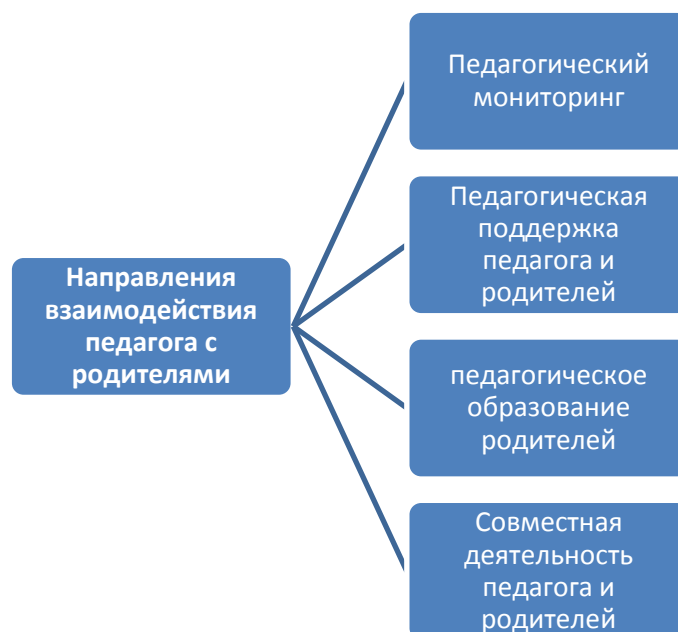 Направления
взаимодействия
педагога с
родителями
Педагогический
мониторинг
Педагогическая
поддержка
педагога и
родителей
педагогическое
образование
родителей
Совместная
деятельность
педагога и
родителей